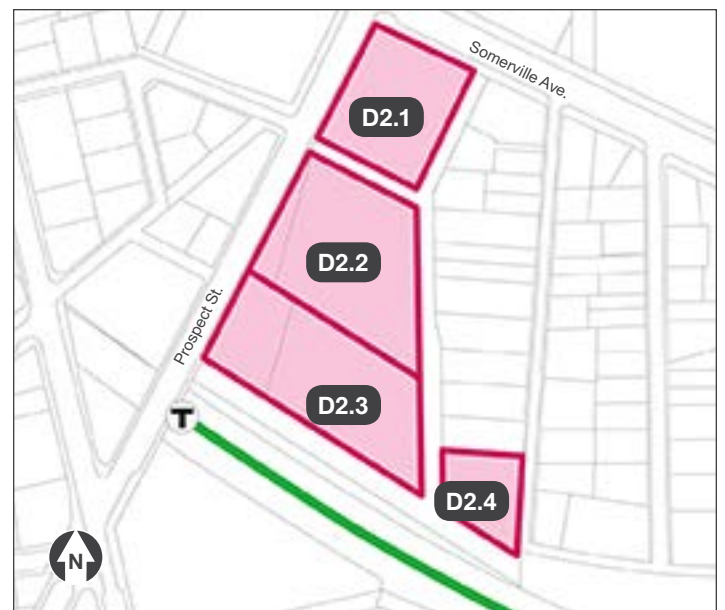 Somerville Ave.
D2.1
D2.2
Prospect St.
D2.3
T
D2.4
N